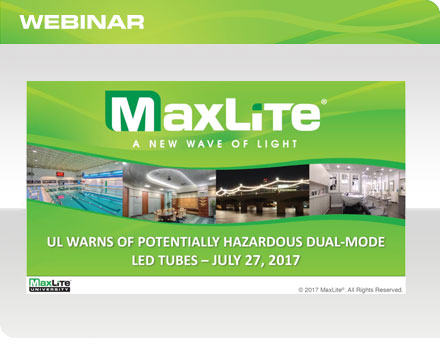 WEBINAR
MAXLITE®
A NEW WAVE OF LIGHT
UL WARNS OF POTENTIALLY HAZARDOUS DUAL-MODE
LED TUBES – JULY 27, 2017
MAXLITE®
UNIVERSITY
© 2017 MaxLite®. All Rights Reserved.